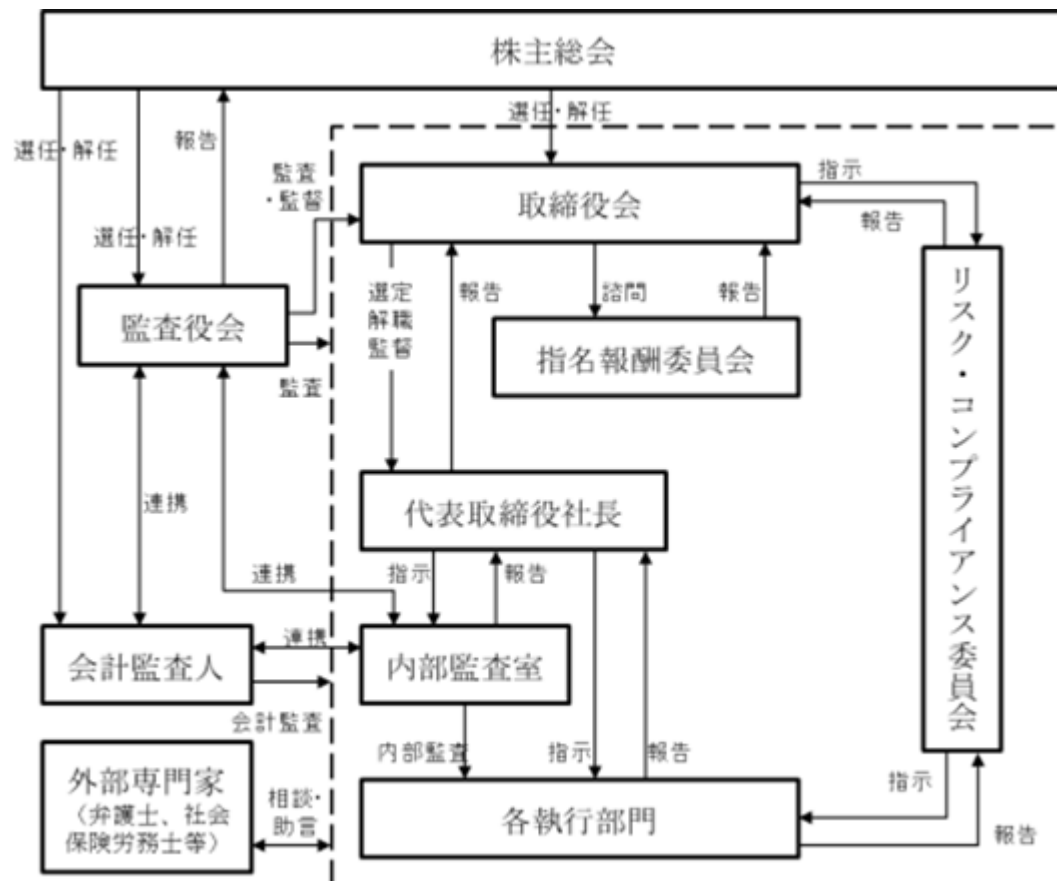 株主総会
選任・解任
報告
選任・解任
選任・解任
監査
・監督
取締役会
指示
報告
監査役会
監査
選定
解職
監督
報告
諮問
報告
指名報酬委員会
リスク・コンプライアンス委員会
代表取締役社長
連携
連携
指示
報告
会計監査人
連携
内部監査室
会計監査
内部監査
指示
報告
外部専門家
（弁護士、社会
保険労務士等）
相談・
助言
各執行部門
指示
報告